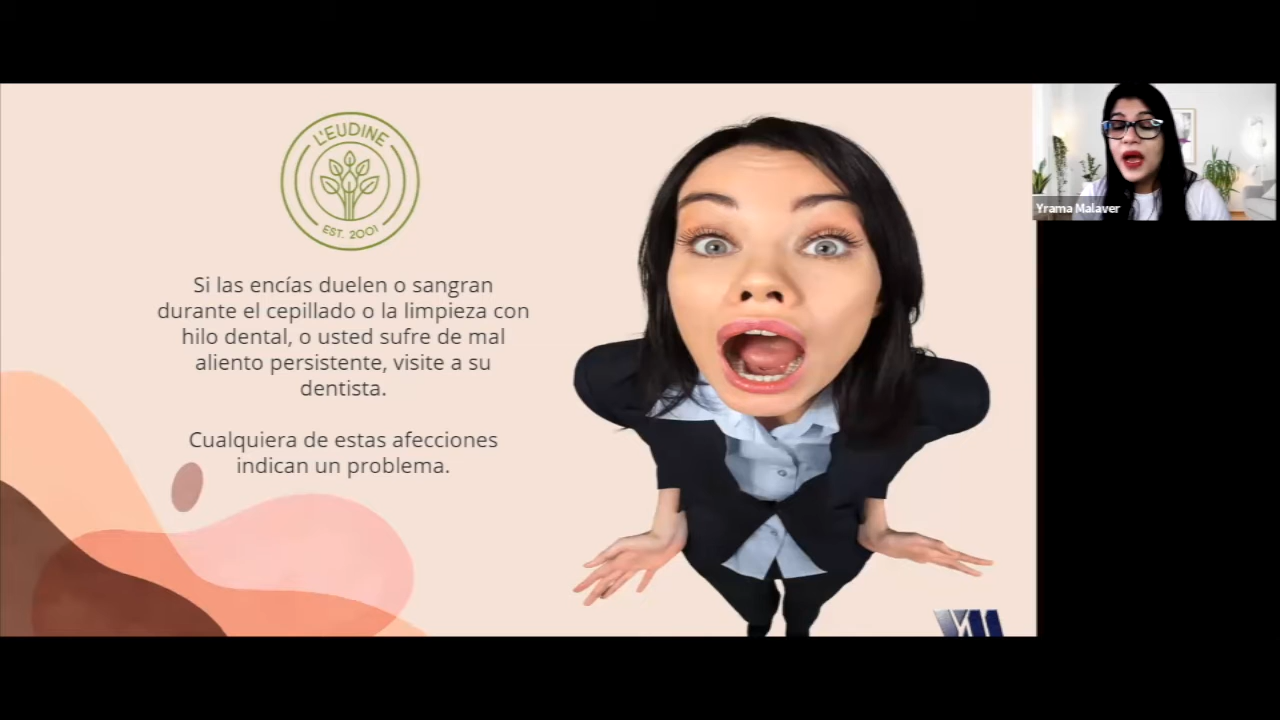 L'EUDINE
EST. 2001
Si las encías duelen o sangran
durante el cepillado o la limpieza con
hilo dental, o usted sufre de mal
aliento persistente, visite a su
dentista.
Cualquiera de estas afecciones
indican un problema.
Yrama Malaver